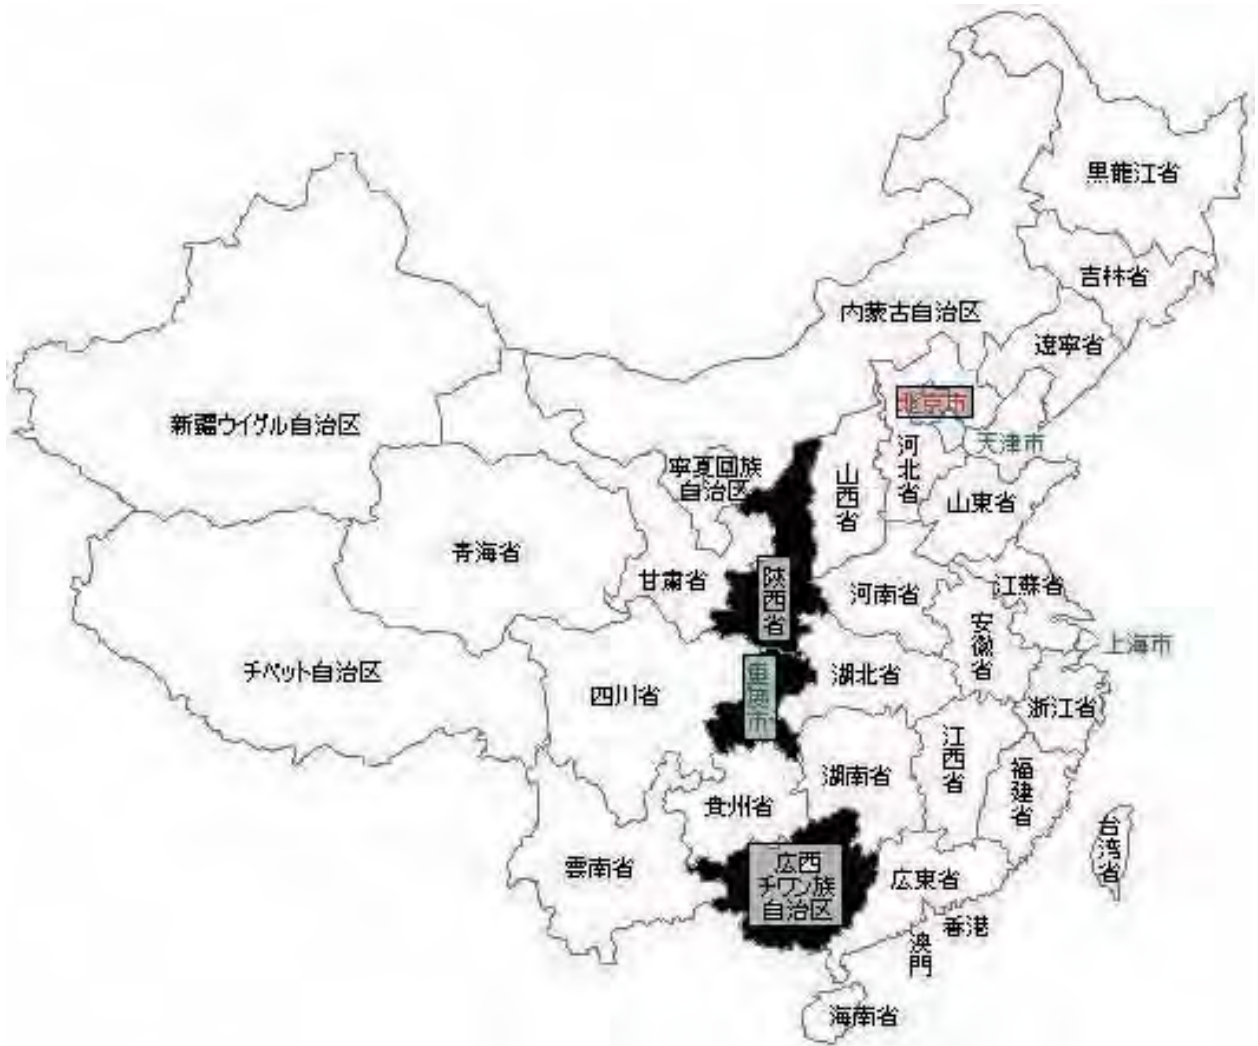 黒龍江省
吉林省
内蒙古自治区
遼寧省
北京市
新疆ウイグル自治区
天津市
河北省
寧夏回族
自治区
山西省
山東省
青海省
甘粛省
陝西省
河南省
江蘇省
安徽省
上海市
チベット自治区
四川省
重慶市
湖北省
浙江省
江西省
湖南省
福建省
貴州省
台湾省
雲南省
広西
チワン族
自治区
広東省
香港
澳門
海南省